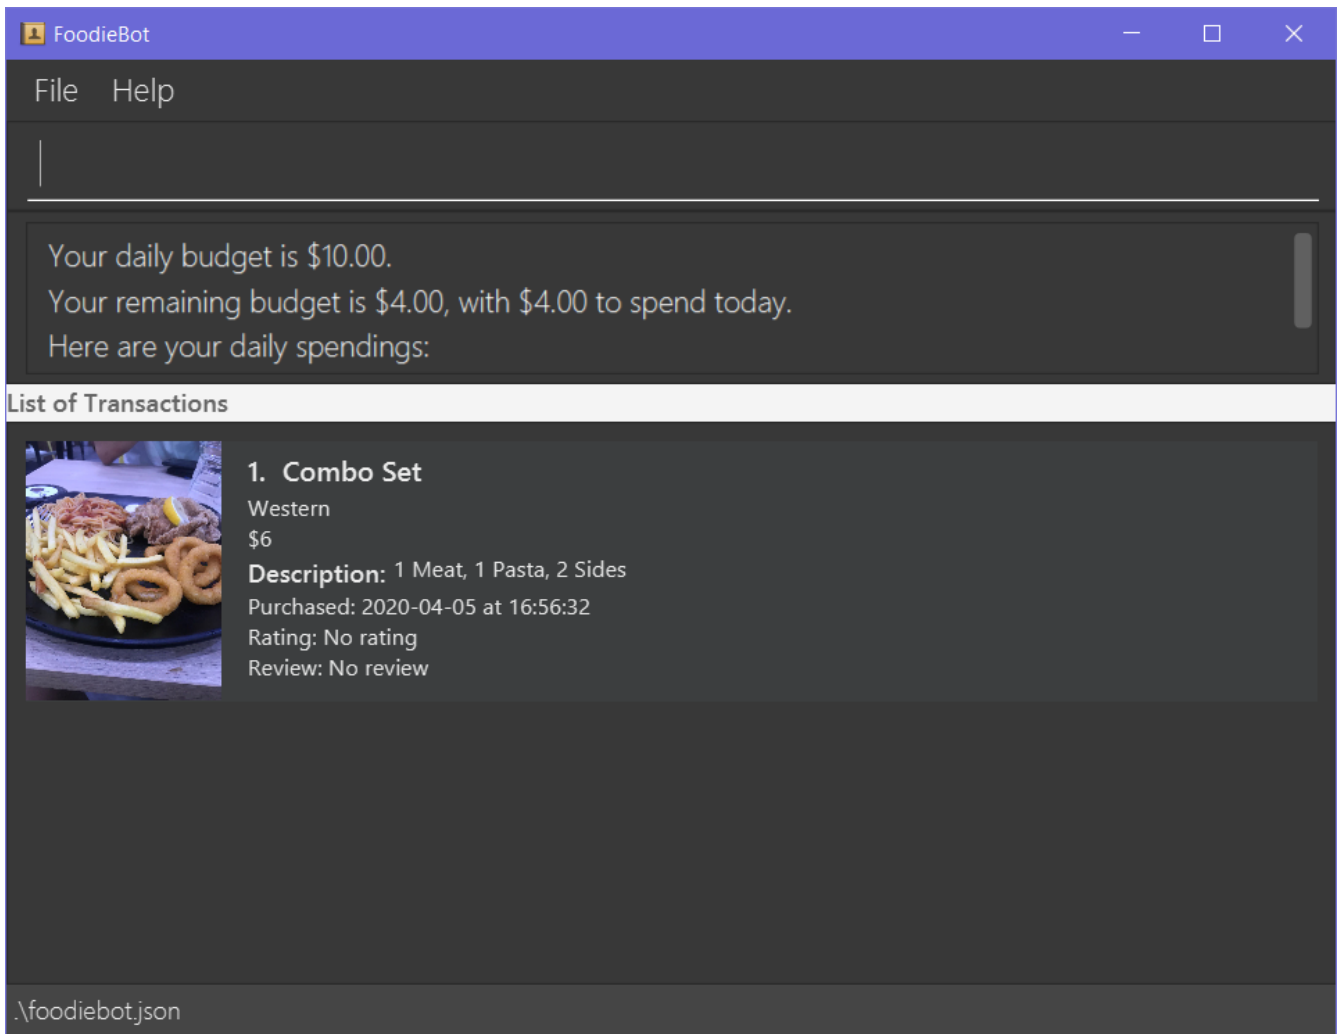 FoodieBot
File Help
Your daily budget is $10.00.
Your remaining budget is $4.00, with $4.00 to spend today.
Here are your daily spendings:
List of Transactions
1. Combo Set
Western
$6
Description: 1 Meat, 1 Pasta, 2 Sides
Purchased: 2020-04-05 at 16:56:32
Rating: No rating
Review: No review
.\foodiebot.json